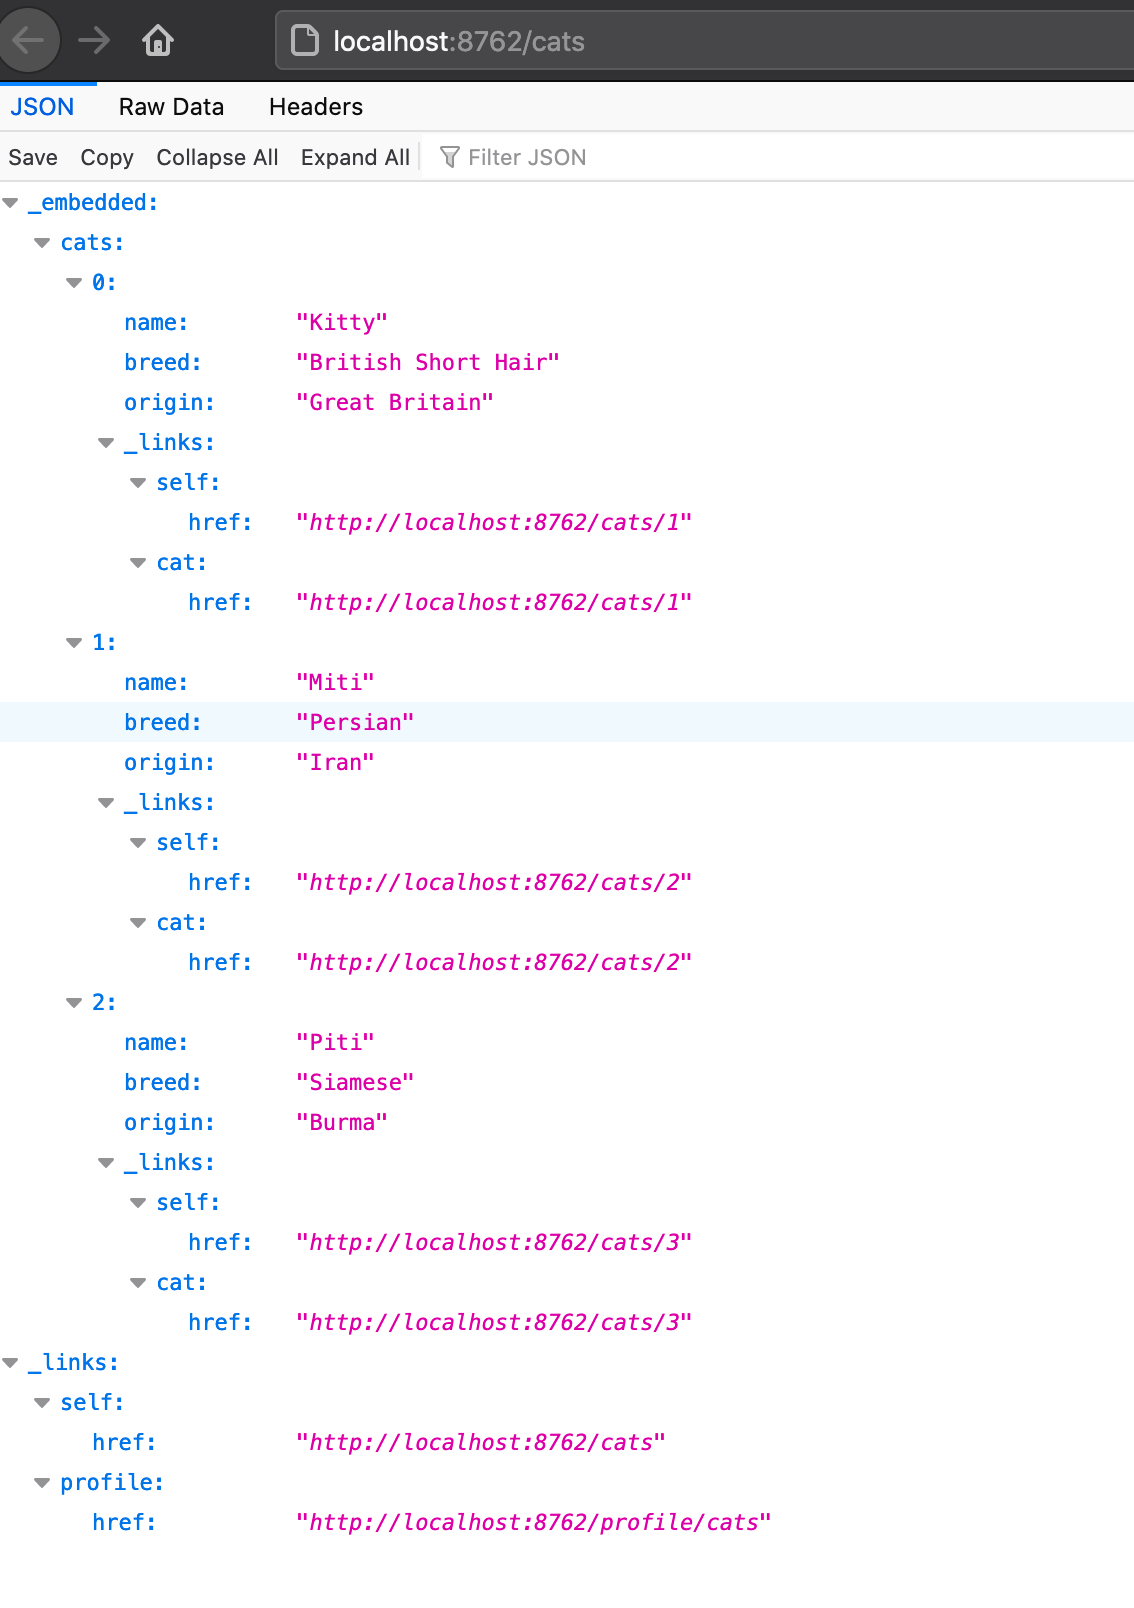 localhost:8762/cats
JSON Raw Data Headers
Save Copy Collapse All Expand All Filter JSON
_embedded:
cats:
0:
name: "Kitty"
breed: "British Short Hair"
origin: "Great Britain"
_links:
self:
href: "http://localhost:8762/cats/1"
cat:
href: "http://localhost:8762/cats/1"
1:
name: "Miti"
breed: "Persian"
origin: "Iran"
_links:
self:
href: "http://localhost:8762/cats/2"
cat:
href: "http://localhost:8762/cats/2"
2:
name: "Piti"
breed: "Siamese"
origin: "Burma"
_links:
self:
href: "http://localhost:8762/cats/3"
cat:
href: "http://localhost:8762/cats/3"
_links:
self:
href: "http://localhost:8762/cats"
profile:
href: "http://localhost:8762/profile/cats"